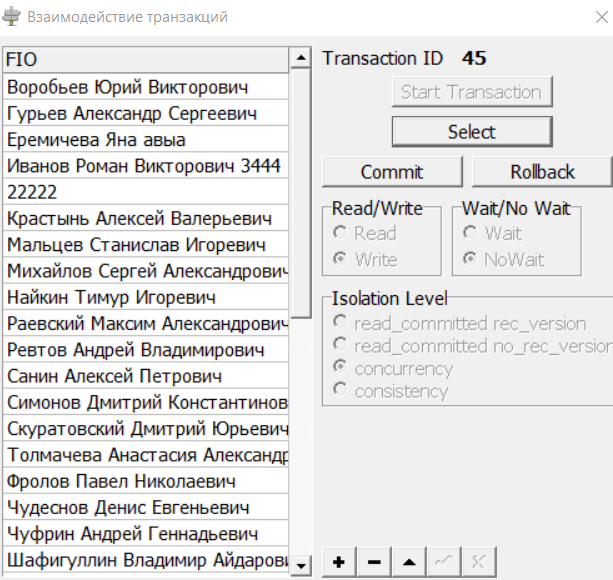 Взаимодействие транзакций
FIO
Воробьев Юрий Викторович
Гурьев Александр Сергеевич
Еремичева Яна авыа
Иванов Роман Викторович 3444
22222
Крастынь Алексей Валерьевич
Мальцев Станислав Игоревич
Михайлов Сергей Александрович
Найкин Тимур Игоревич
Раевский Максим Александрович
Ревтов Андрей Владимирович
Санин Алексей Петрович
Симонов Дмитрий Константинов
Скуратовский Дмитрий Юрьевич
Толмачева Анастасия Александр
Фролов Павел Николаевич
Чудеснов Денис Евгеньевич
Чуфрин Андрей Геннадьевич
Шафигуллин Владимир Айдарови
Transaction ID 45
Start Transaction
Select
Commit Rollback
Read/Write Wait/No Wait
Read Wait
Write NoWait
Isolation Level
read_committed rec_version
read_committed no_rec_version
concurrency
consistency